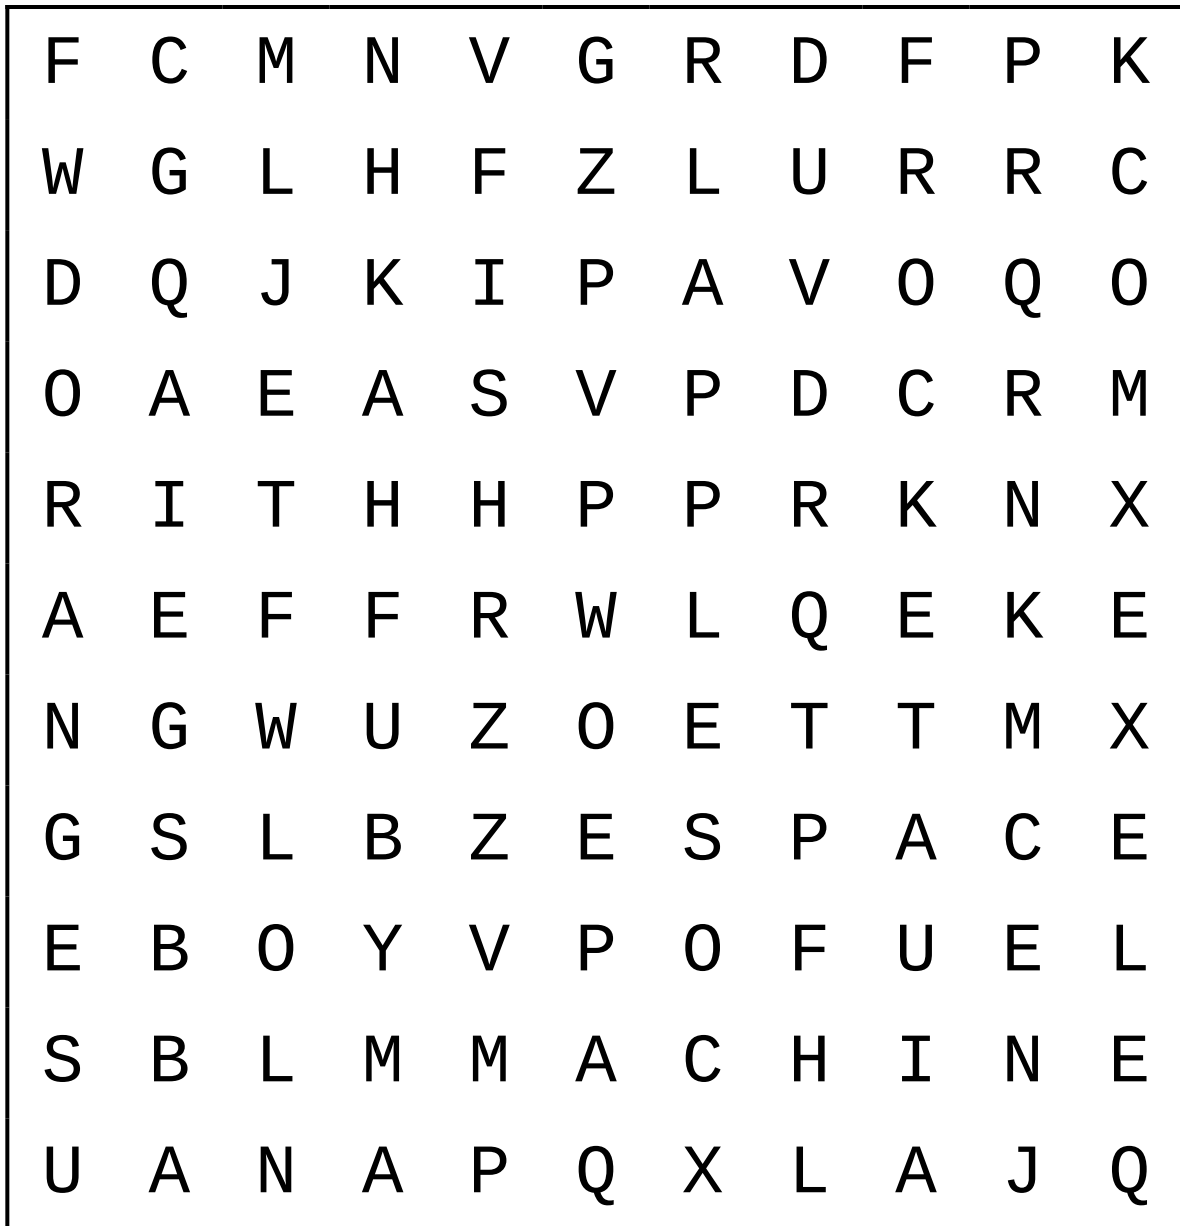 F C M N V G R D F P K
W G L H F Z L U R R C
D Q J K I P A V O Q O
O A E A S V P D C R M
R I T H H P P R K N X
A E F F R W L Q E K E
N G W U Z O E T T M X
G S L B Z E S P A C E
E B O Y V P O F U E L
S B L M M A C H I N E
U A N A P Q X L A J Q